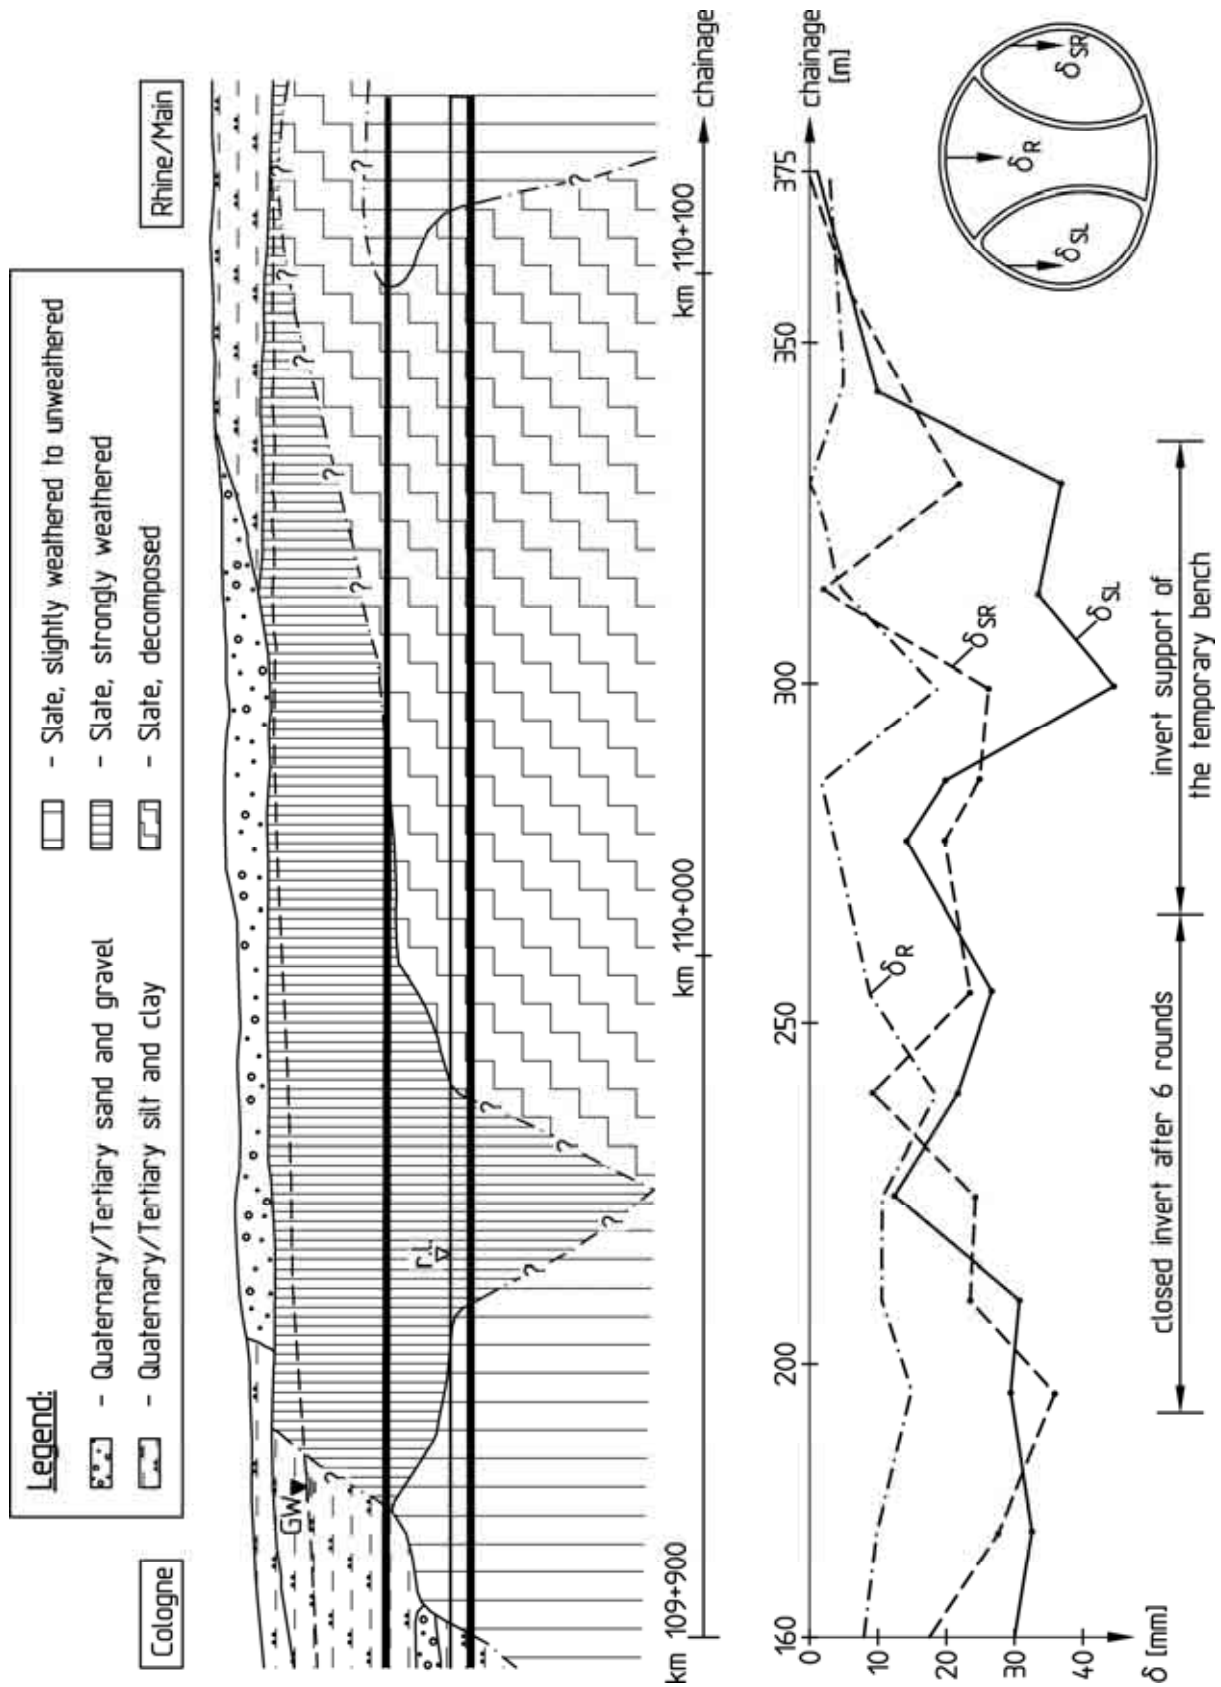 Legend:
- Quaternary/Tertiary sand and gravel
- Quaternary/Tertiary silt and clay
- Slate, slightly weathered to unweathered
- Slate, strongly weathered
- Slate, decomposed
Cologne
Rhine/Main
GW
r.l.
?
?
?
?
?
?
?
?
?
?
?
?
km 109+900
km 110+000
km 110+100
chainage
160
200
250
300
350
375
chainage
[m]
0
10
20
30
40
δ [mm]
δR
δSR
δSL
closed invert after 6 rounds
invert support of
the temporary bench
δSL
δR
δSR